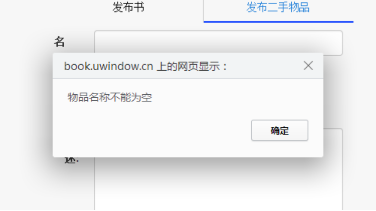 发布书 发布二手物品
名
book.uwindow.cn 上的网页显示：
物品名称不能为空
确定
述: